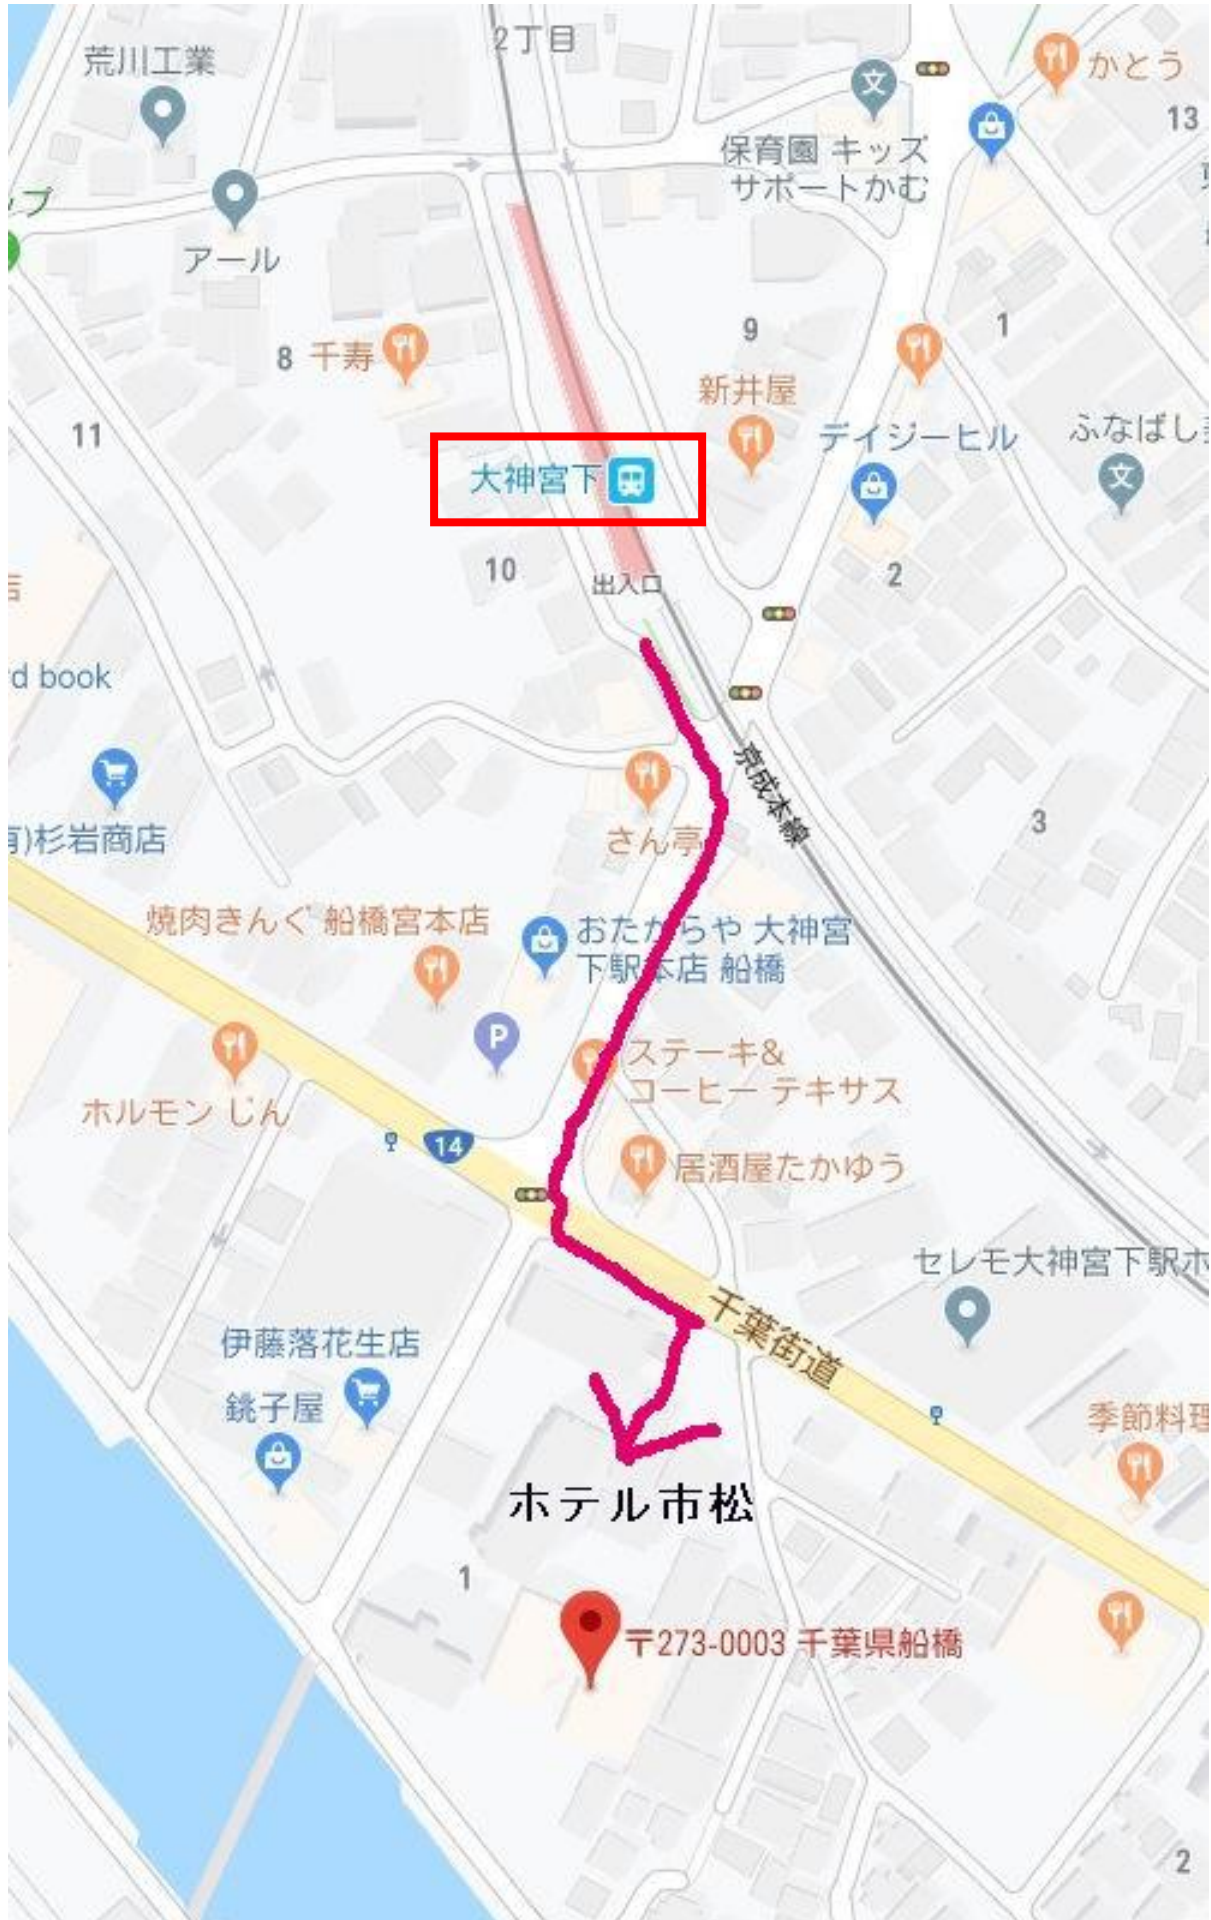 2丁目
荒川工業
かとう
13
保育園 キッズ
サポートかむ
ップ
アール
8
千寿
9
1
新井屋
11
デイジーヒル
ふなばし
大神宮下
10
出入口
2
d book
京成本線
有)杉岩商店
さん亭
3
焼肉きんぐ 船橋宮本店
おたからや 大神宮
下駅本店 船橋
P
ステーキ&
コーヒー テキサス
ホルモン じん
14
居酒屋たかゆう
セレモ大神宮下駅ホ
千葉街道
伊藤落花生店
銚子屋
季節料理
ホテル市松
1
〒273-0003 千葉県船橋
2